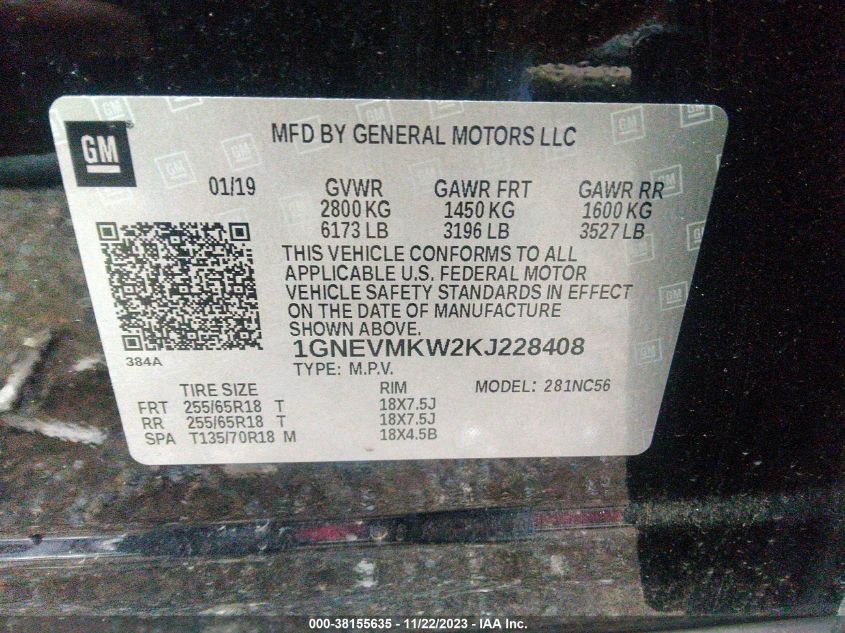 GM
MFD BY GENERAL MOTORS LLC
01/19 GVWR GAWR FRT GAWR RR
2800 KG 1450 KG 1600 KG
6173 LB 3196 LB 3527 LB
THIS VEHICLE CONFORMS TO ALL
APPLICABLE U.S. FEDERAL MOTOR
VEHICLE SAFETY STANDARDS IN EFFECT
ON THE DATE OF MANUFACTURE
SHOWN ABOVE.
384A
1GNEVMKW2KJ228408
TYPE: M.P.V.
TIRE SIZE RIM MODEL: 281NC56
FRT 255/65R18 T 18X7.5J
RR 255/65R18 T 18X7.5J
SPA T135/70R18 M 18X4.5B
000-38155635 - 11/22/2023 - IAA Inc.